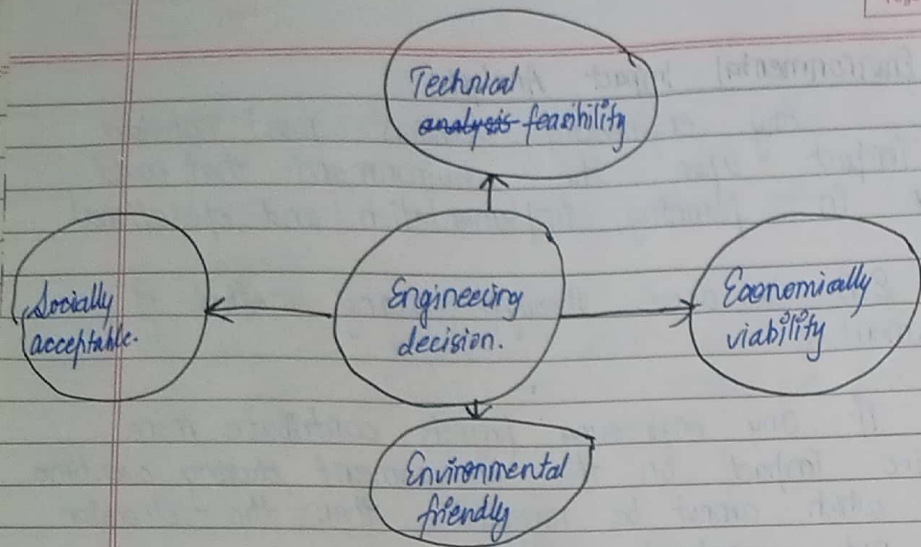 Technical
analysis feasibility
Socially
acceptable.
Engineering
decision.
Economically
viability
Environmental
friendly